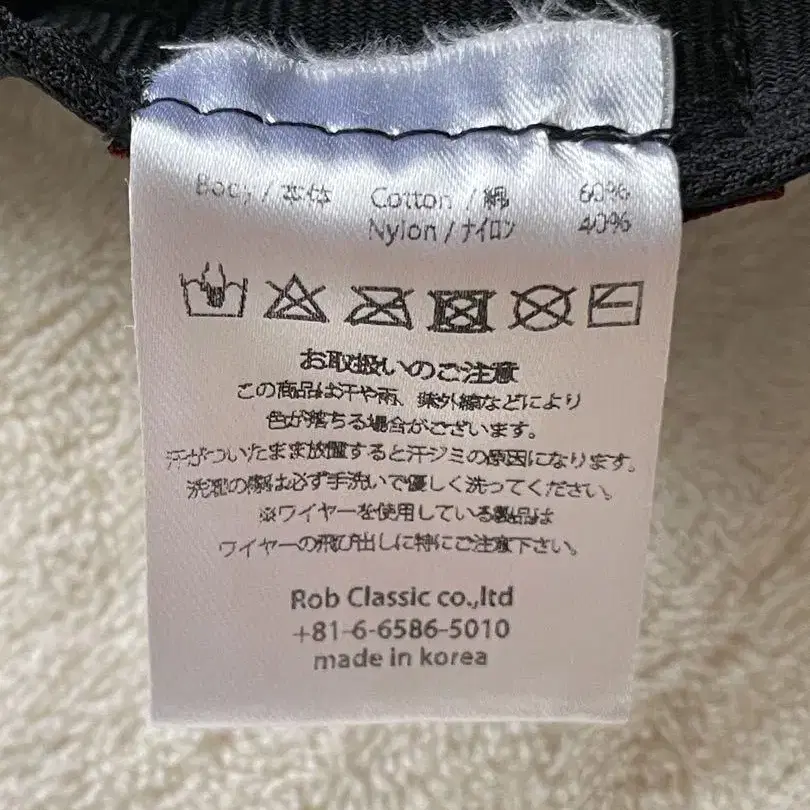 Body / 本体 Cotton / 綿 60%
Nylon / ナイロン 40%
お取扱いのご注意
この商品は汗や雨、紫外線などにより
色が落ちる場合がございます。
汗がついたまま放置すると汗ジミの原因になります。
洗濯の際は必ず手洗いで優しく洗ってください。
※ワイヤーを使用している製品は
ワイヤーの飛び出しに特にご注意下さい。
Rob Classic co.,ltd
+81-6-6586-5010
made in korea